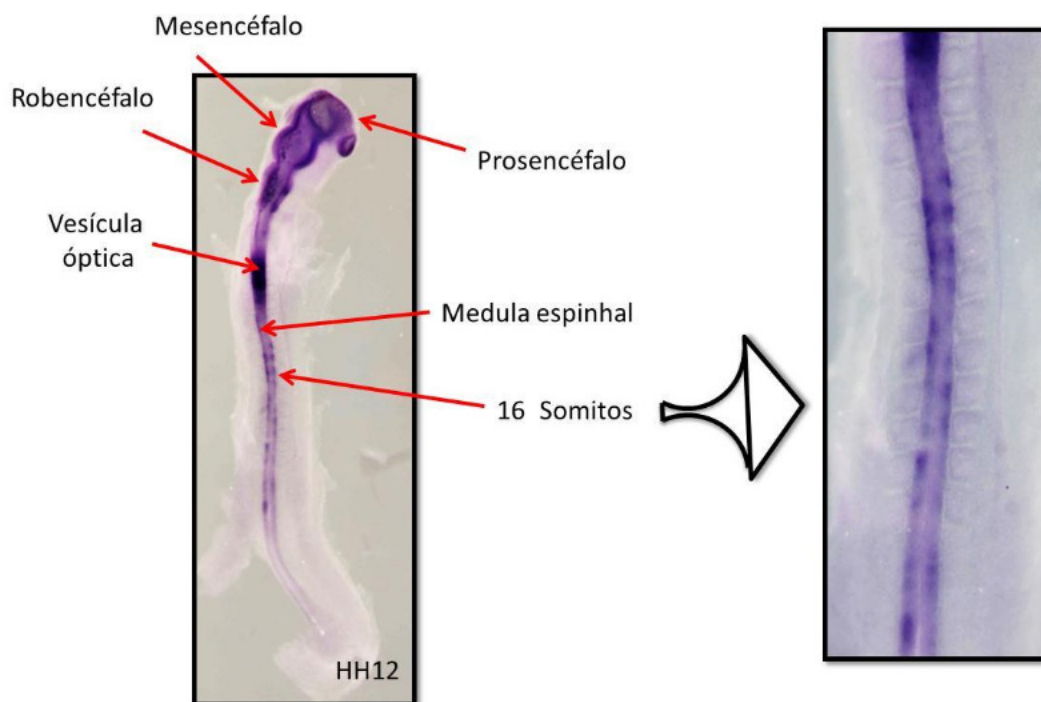 Mesencéfalo
Robencéfalo
Prosencéfalo
Vesícula
óptica
Medula espinhal
16 Somitos
HH12